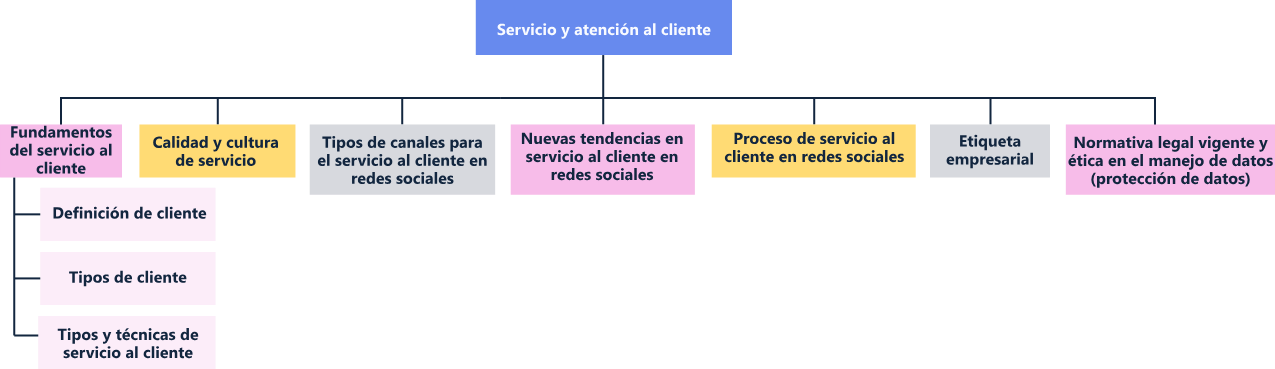 Servicio y atención al cliente
Fundamentos
del servicio al
cliente
Calidad y cultura
de servicio
Tipos de canales para
el servicio al cliente en
redes sociales
Nuevas tendencias en
servicio al cliente en
redes sociales
Proceso de servicio al
cliente en redes sociales
Etiqueta
empresarial
Normativa legal vigente y
ética en el manejo de datos
(protección de datos)
Definición de cliente
Tipos de cliente
Tipos y técnicas de
servicio al cliente